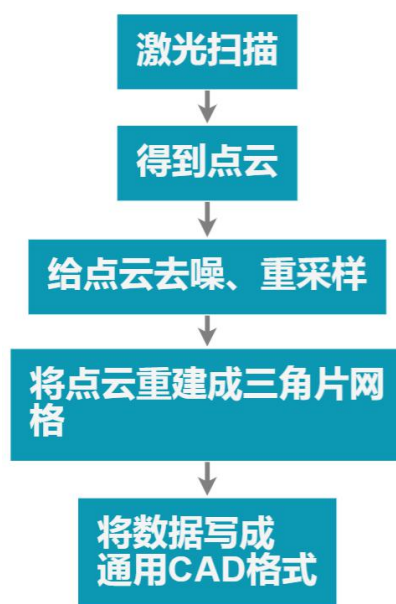 激光扫描
得到点云
给点云去噪、重采样
将点云重建成三角片网
格
将数据写成
通用CAD格式